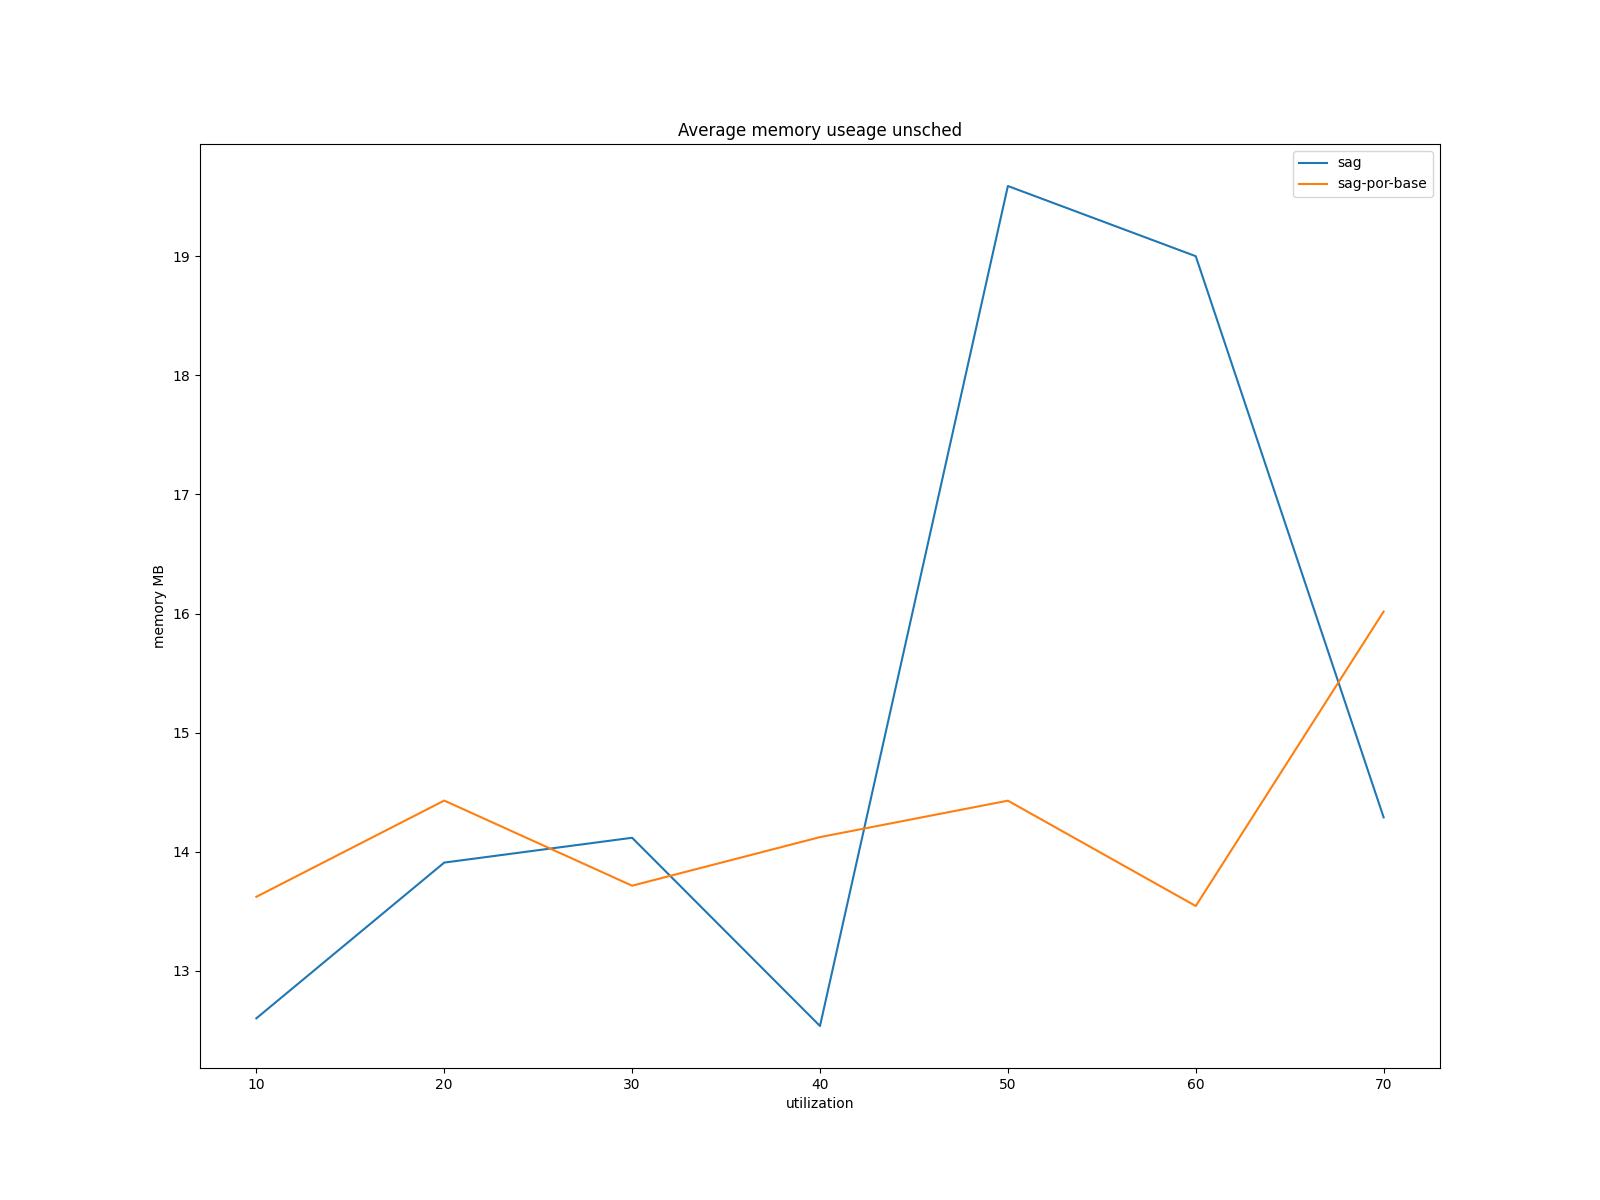 Average memory useage unsched
sag
sag-por-base
19
18
17
16
15
14
13
memory MB
10 20 30 40 50 60 70
utilization